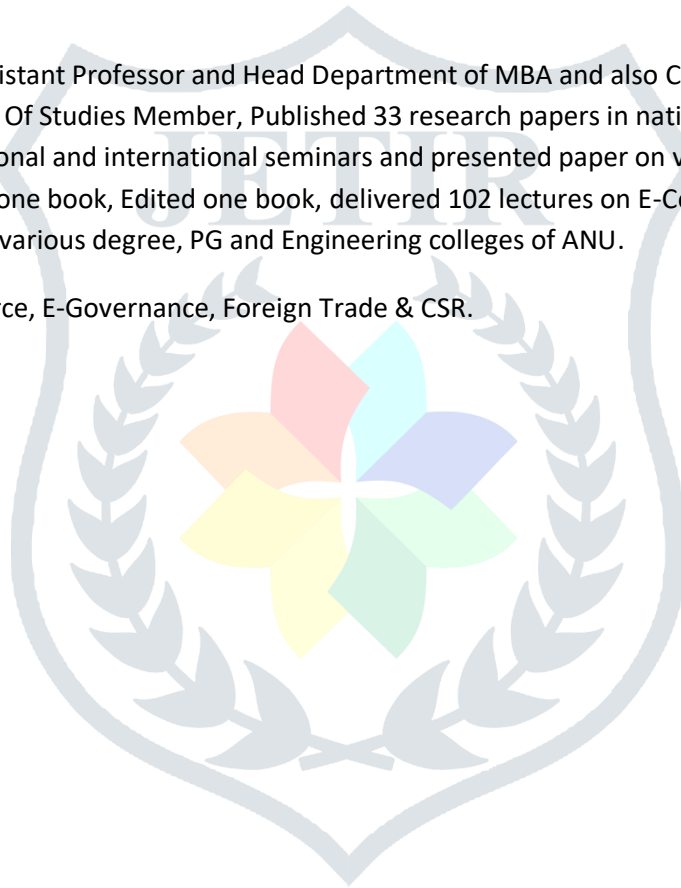 istant Professor and Head Department of MBA and also C
Of Studies Member, Published 33 research papers in nati
onal and international seminars and presented paper on v
one book, Edited one book, delivered 102 lectures on E-Co
various degree, PG and Engineering colleges of ANU.
rce, E-Governance, Foreign Trade & CSR.
JETIR